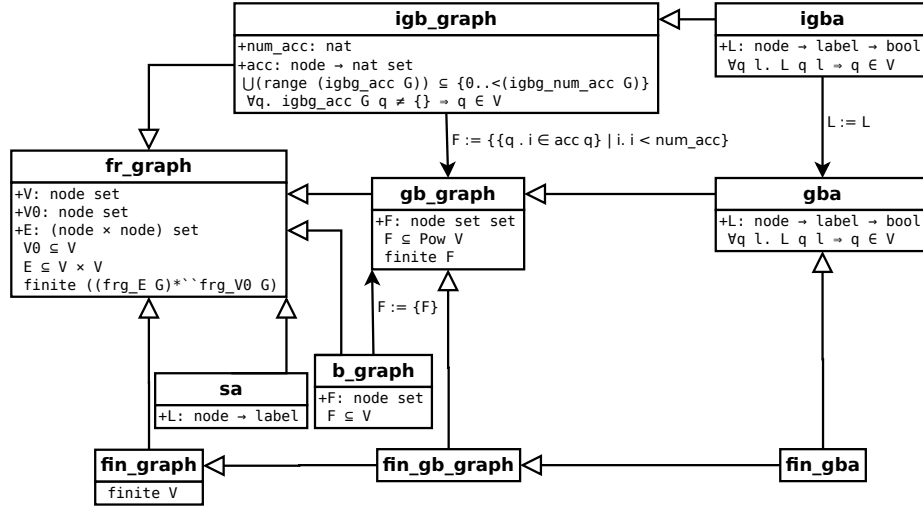 igb_graph
+num_acc: nat
+acc: node → nat set
⋃(range (igbg_acc G)) ⊆ {0..<(igbg_num_acc G)}
∀q. igbg_acc G q ≠ {} ⇒ q ∈ V
igba
+L: node → label → bool
∀q l. L q l ⇒ q ∈ V
F := {{q . i ∈ acc q} | i. i < num_acc}
L := L
fr_graph
+V: node set
+V0: node set
+E: (node × node) set
V0 ⊆ V
E ⊆ V × V
finite ((frg_E G)*``frg_V0 G)
gb_graph
+F: node set set
F ⊆ Pow V
finite F
gba
+L: node → label → bool
∀q l. L q l ⇒ q ∈ V
F := {F}
sa
+L: node → label
b_graph
+F: node set
F ⊆ V
fin_graph
finite V
fin_gb_graph
fin_gba